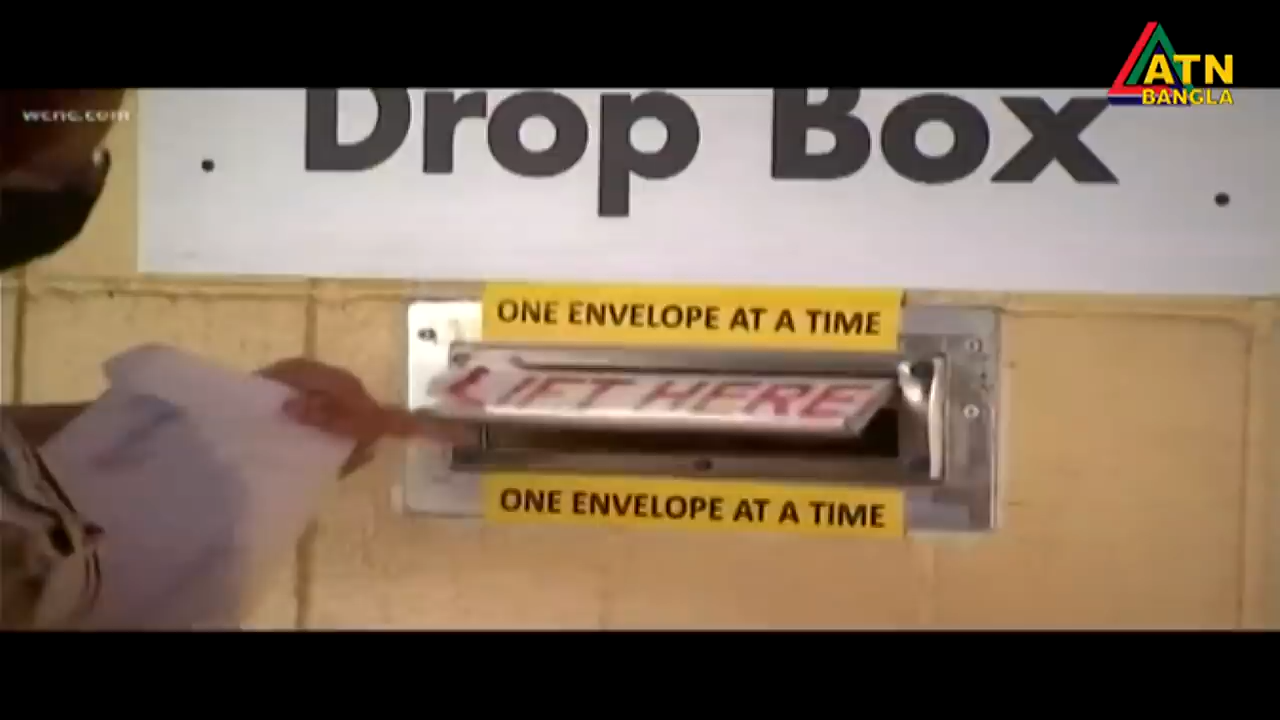 ATN
BANGLA
wcnc.com
Drop Box
ONE ENVELOPE AT A TIME
LIFT HERE
ONE ENVELOPE AT A TIME